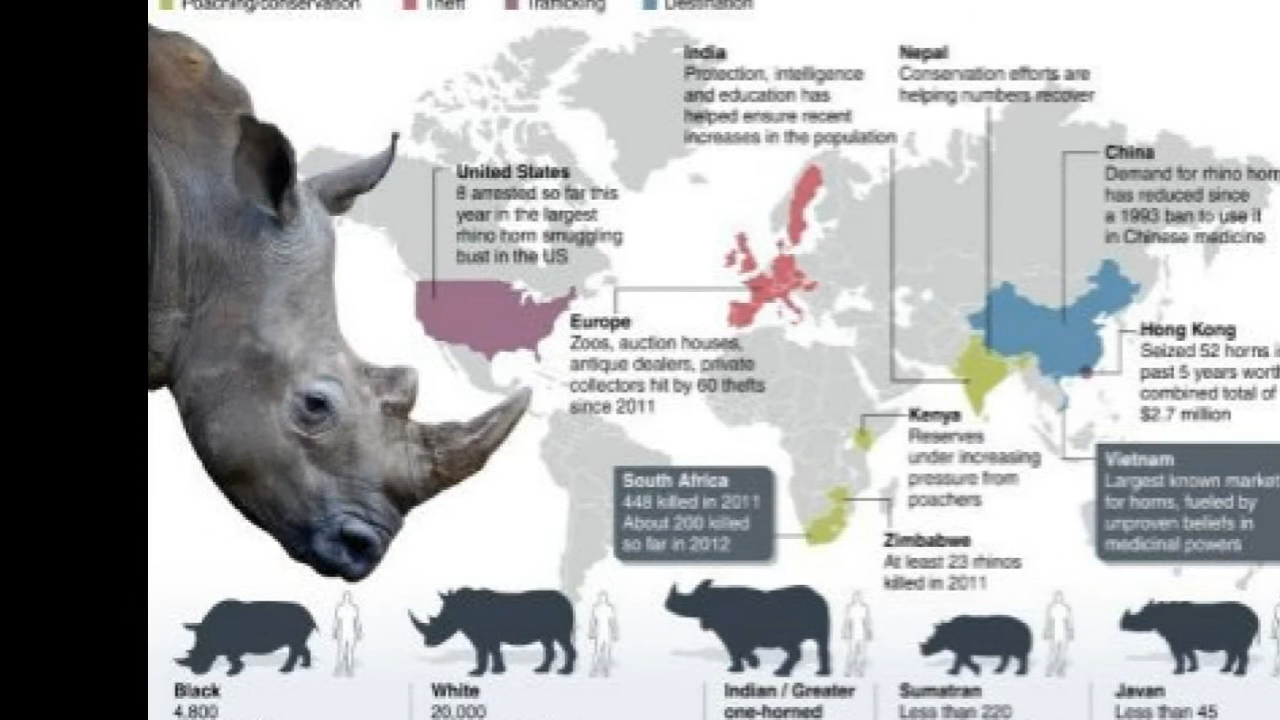 Poaching/conservation
Theft
Trafficking
Destination
India
Protection, intelligence
and education has
helped ensure recent
increases in the population
Nepal
Conservation efforts are
helping numbers recover
China
Demand for rhino horn
has reduced since
a 1993 ban to use it
in Chinese medicine
United States
8 arrested so far this
year in the largest
rhino horn smuggling
bust in the US
Europe
Zoos, auction houses,
antique dealers, private
collectors hit by 60 thefts
since 2011
Hong Kong
Seized 52 horns
past 5 years
combined total of
$2.7 million
Kenya
Reserves
under increasing
pressure from
poachers
South Africa
448 killed in 2011
About 200 killed
so far in 2012
Vietnam
Largest known market
for horns, fueled by
unproven beliefs in
medicinal powers
Zimbabwe
At least 23 rhinos
killed in 2011
Black
4,800
White
20,000
Indian / Greater
one-horned
Sumatran
Less than 220
Javan
Less than 45